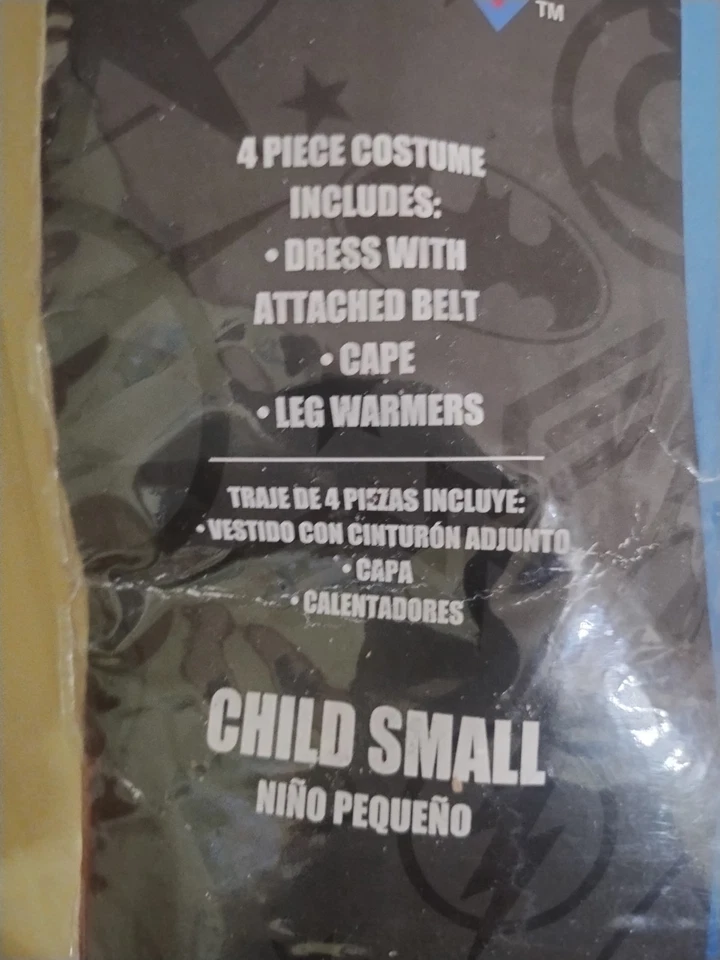 TM
4 PIECE COSTUME
INCLUDES:
• DRESS WITH
ATTACHED BELT
• CAPE
• LEG WARMERS
TRAJE DE 4 PIEZAS INCLUYE:
• VESTIDO CON CINTURÓN ADJUNTO
• CAPA
• CALENTADORES
CHILD SMALL
NIÑO PEQUEÑO